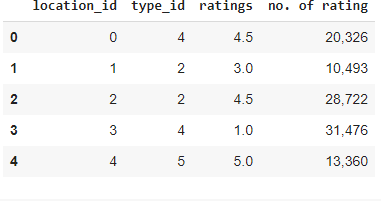 location_id type_id ratings no. of rating
0 0 4 4.5 20,326
1 1 2 3.0 10,493
2 2 2 4.5 28,722
3 3 4 1.0 31,476
4 4 5 5.0 13,360